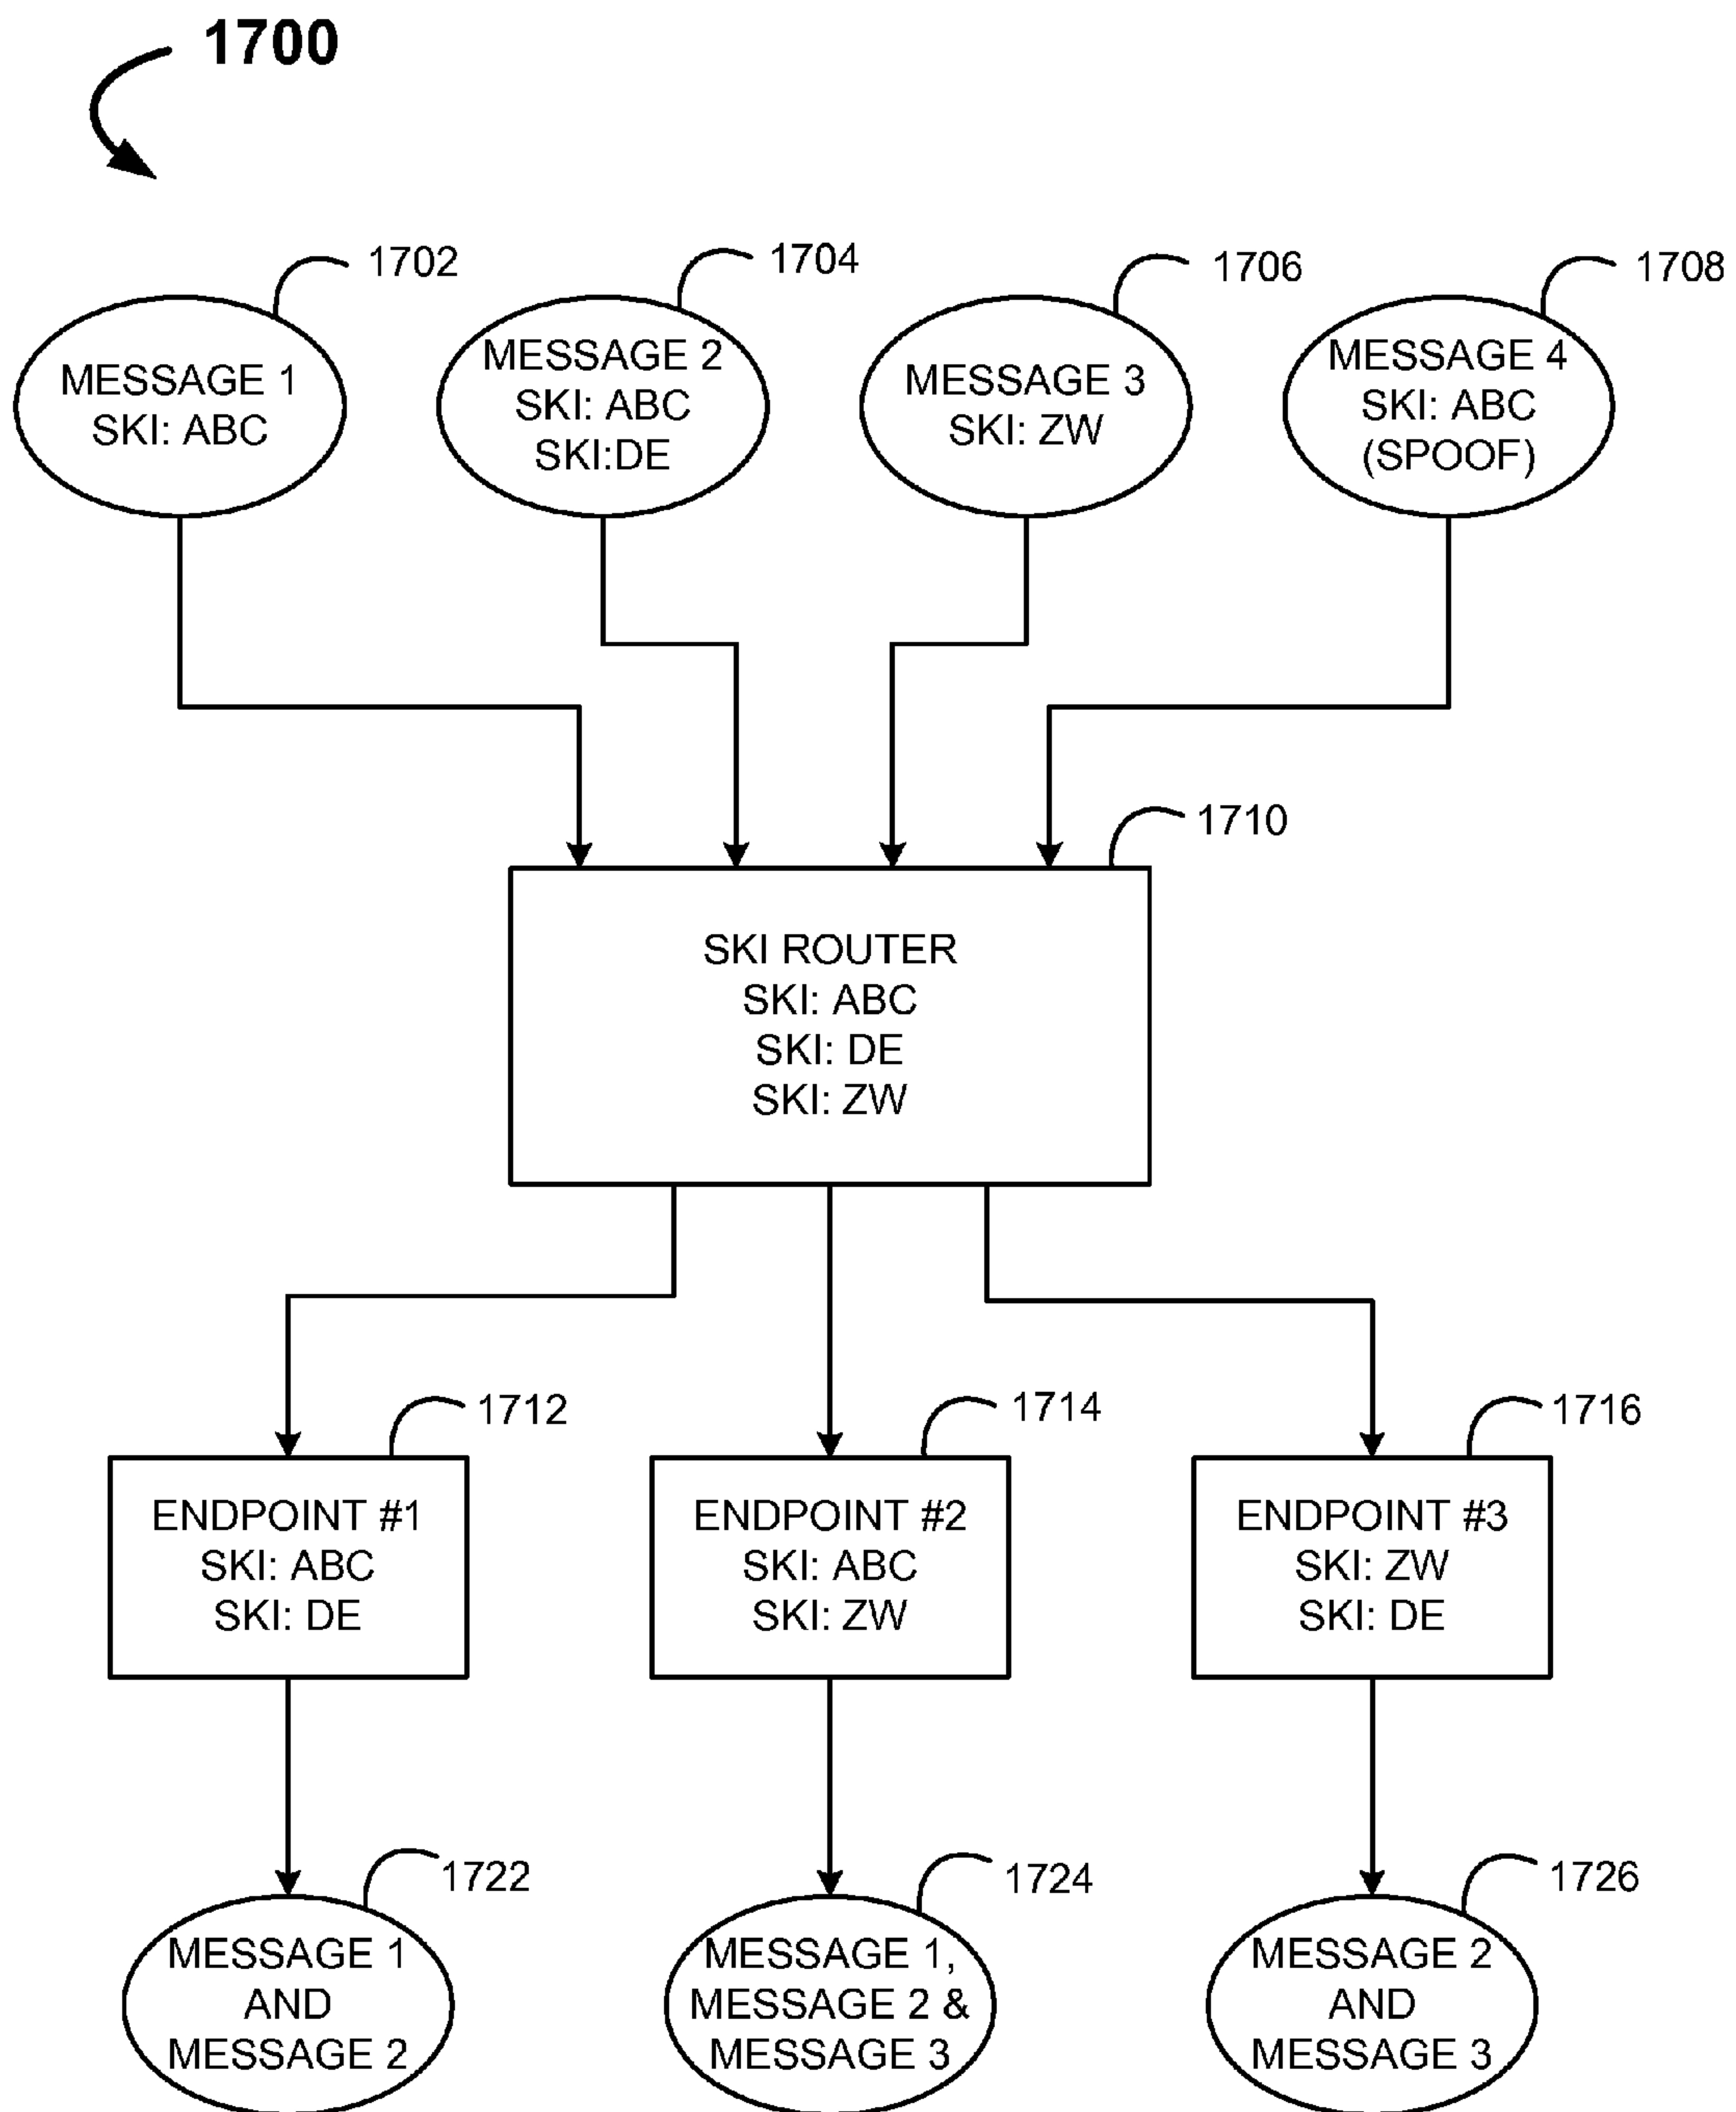 1700
1702
1704
1706
1708
MESSAGE 1
SKI: ABC
MESSAGE 2
SKI: ABC
SKI:DE
MESSAGE 3
SKI: ZW
MESSAGE 4
SKI: ABC
(SPOOF)
1710
SKI ROUTER
SKI: ABC
SKI: DE
SKI: ZW
1712
1714
1716
ENDPOINT #1
SKI: ABC
SKI: DE
ENDPOINT #2
SKI: ABC
SKI: ZW
ENDPOINT #3
SKI: ZW
SKI: DE
1722
1724
1726
MESSAGE 1
AND
MESSAGE 2
MESSAGE 1,
MESSAGE 2 &
MESSAGE 3
MESSAGE 2
AND
MESSAGE 3